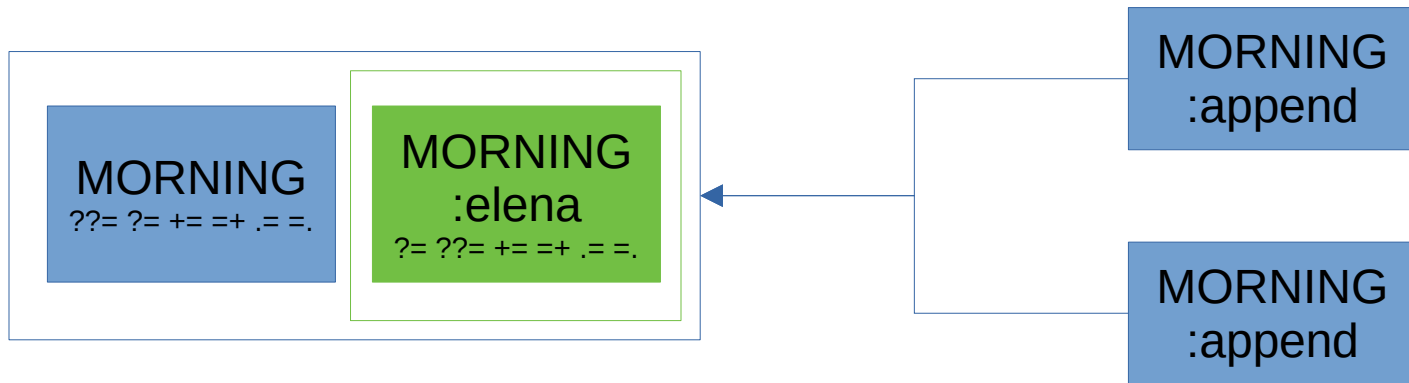 MORNING
??= ?= += =+ .= =.
MORNING
:elena
?= ??= += =+ .= =.
MORNING
:append
MORNING
:append